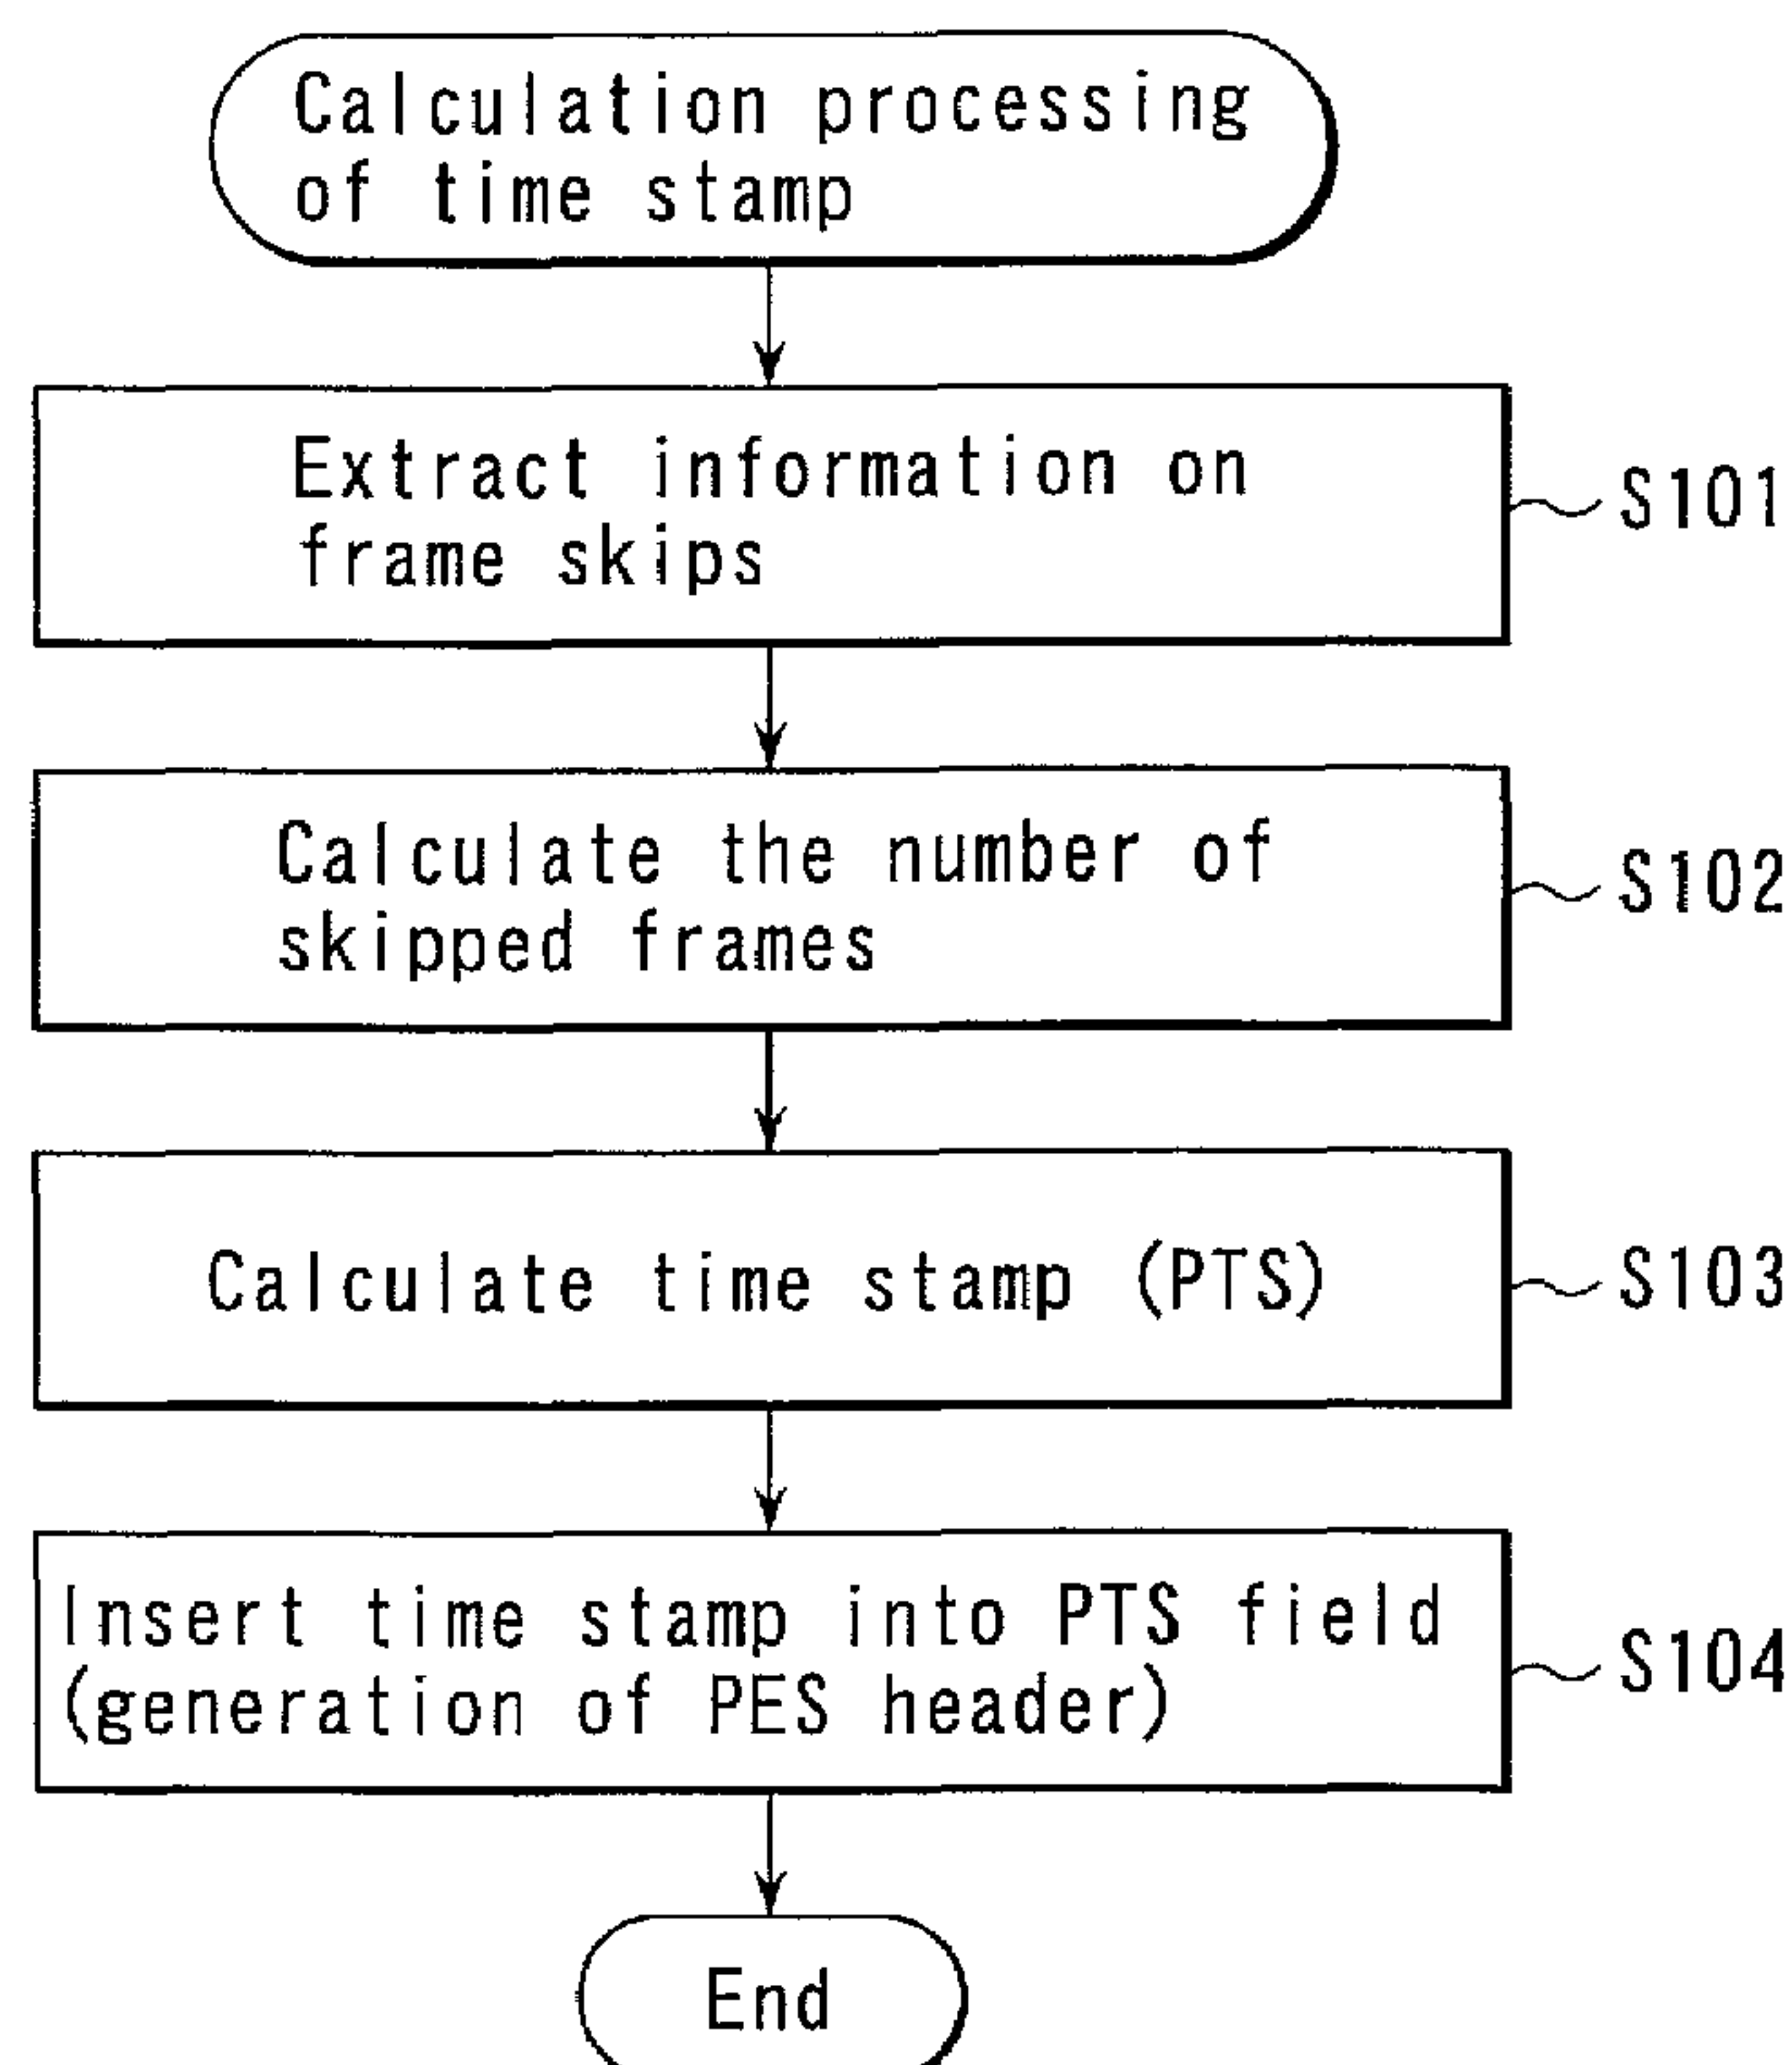 Calculation processing
of time stamp
Extract information on
frame skips
S101
Calculate the number of
skipped frames
S102
Calculate time stamp (PTS)
S103
Insert time stamp into PTS field
(generation of PES header)
S104
End